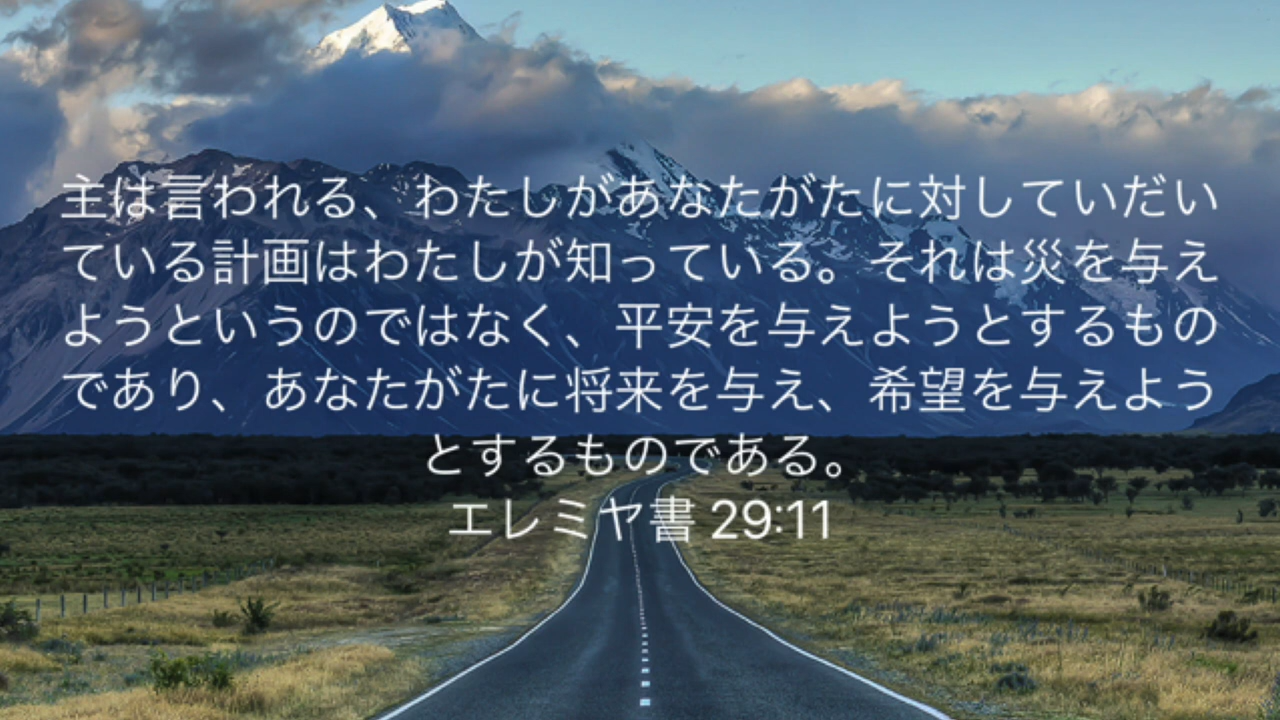 主は言われる、わたしがあなたがたに対していだい
ている計画はわたしが知っている。それは災を与え
ようというのではなく、平安を与えようとするもの
であり、あなたがたに将来を与え、希望を与えよう
とするものである。
エレミヤ書 29:11